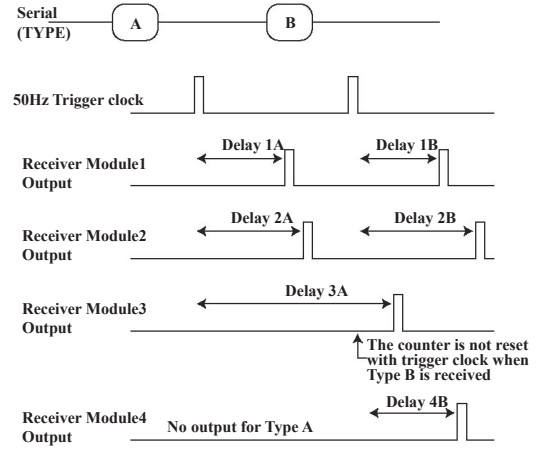 Serial
(TYPE)
A
B
50Hz Trigger clock
Delay 1A
Delay 1B
Receiver Module1
Output
Delay 2A
Delay 2B
Receiver Module2
Output
Delay 3A
Receiver Module3
Output
The counter is not reset
with trigger clock when
Type B is received
Delay 4B
Receiver Module4
Output
No output for Type A